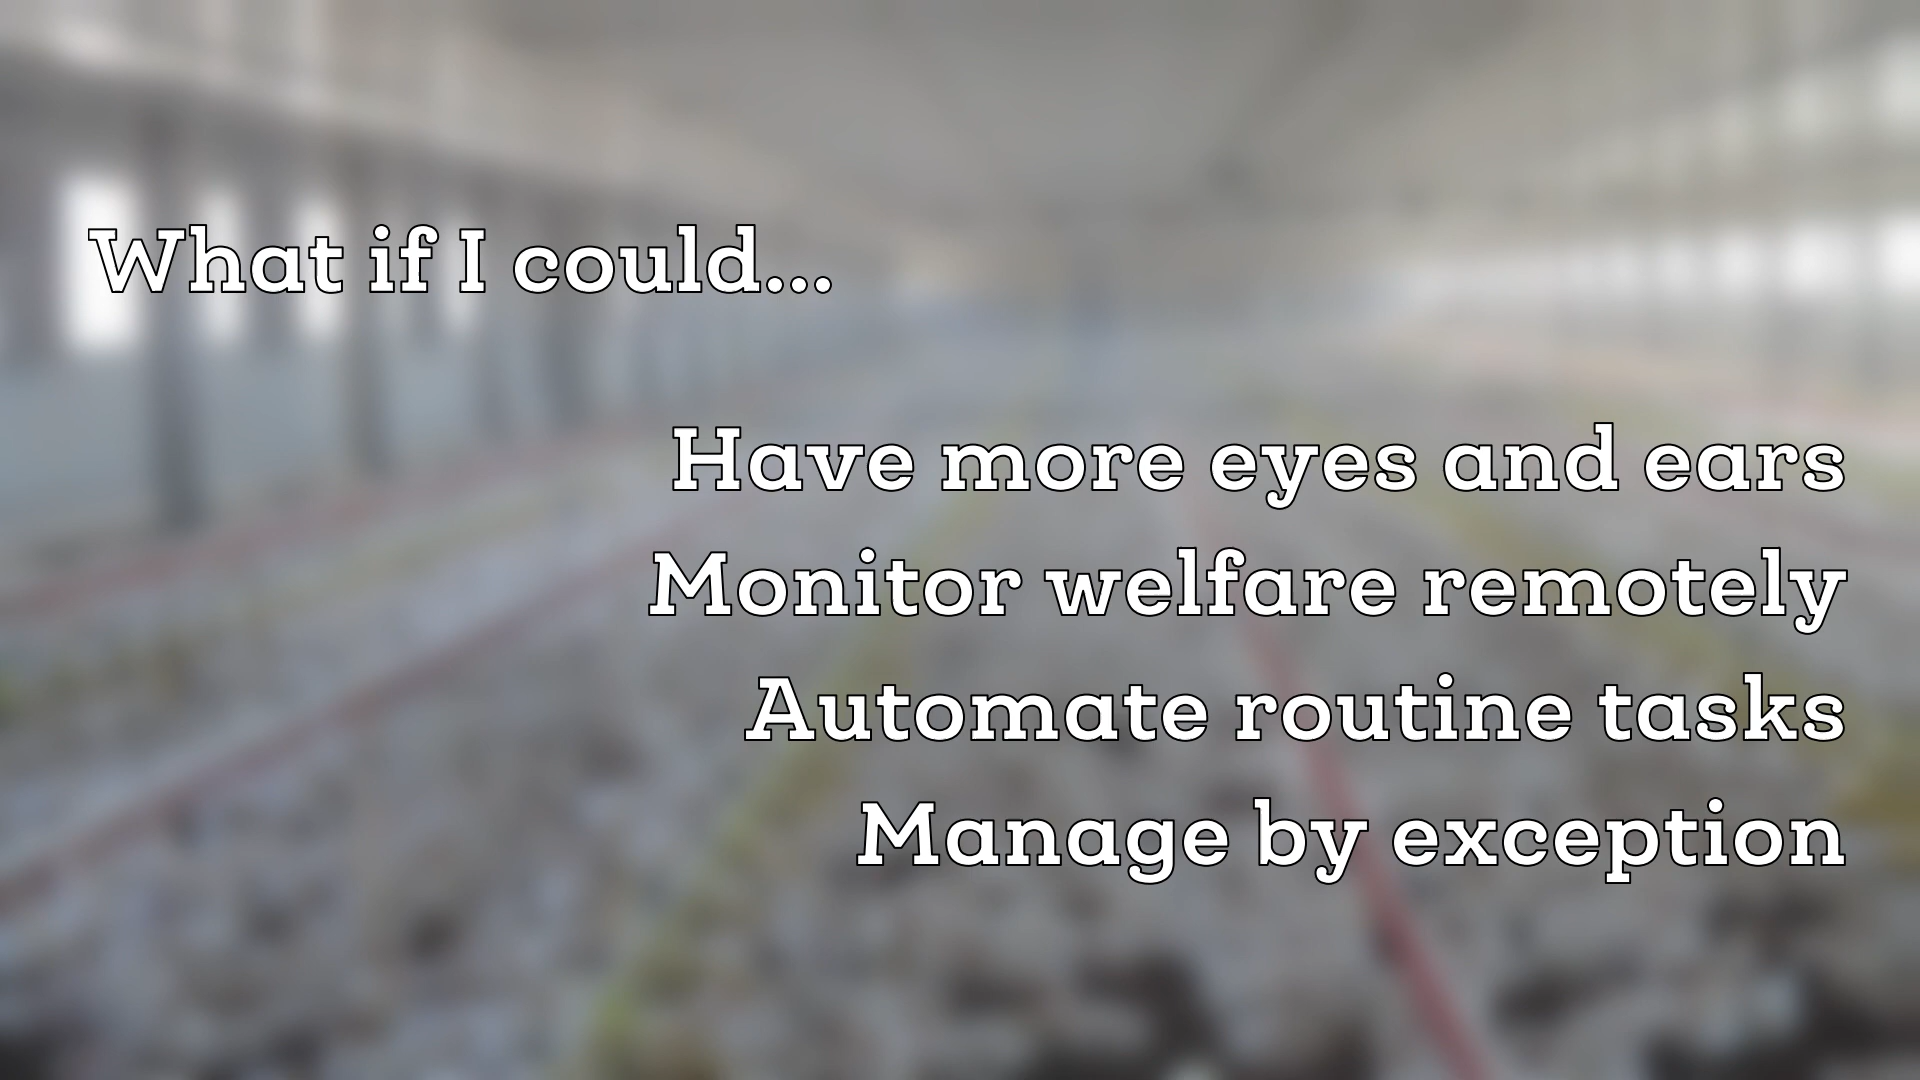 What if I could...
Have more eyes and ears
Monitor welfare remotely
Automate routine tasks
Manage by exception